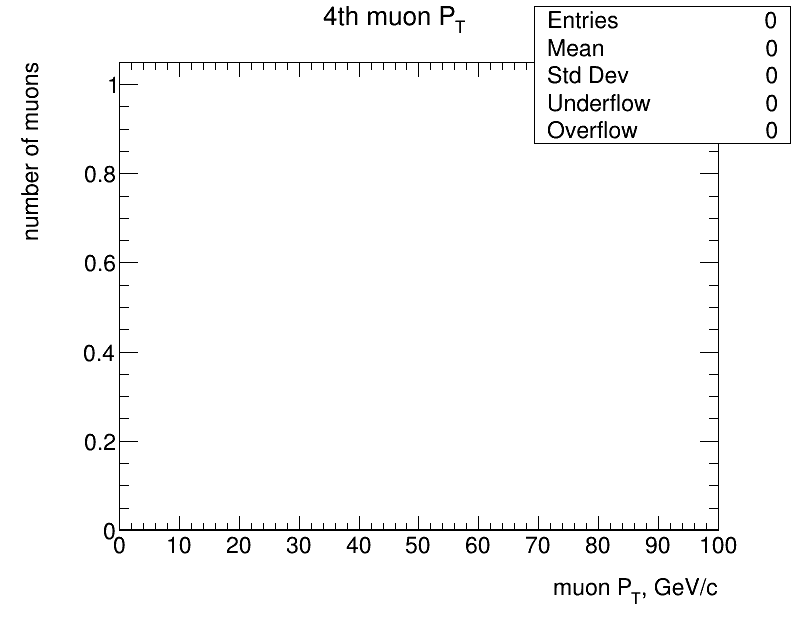 4th muon P_T
Entries 0
Mean 0
Std Dev 0
Underflow 0
Overflow 0
number of muons
1
0.8
0.6
0.4
0.2
0
0 10 20 30 40 50 60 70 80 90 100
muon P_T, GeV/c